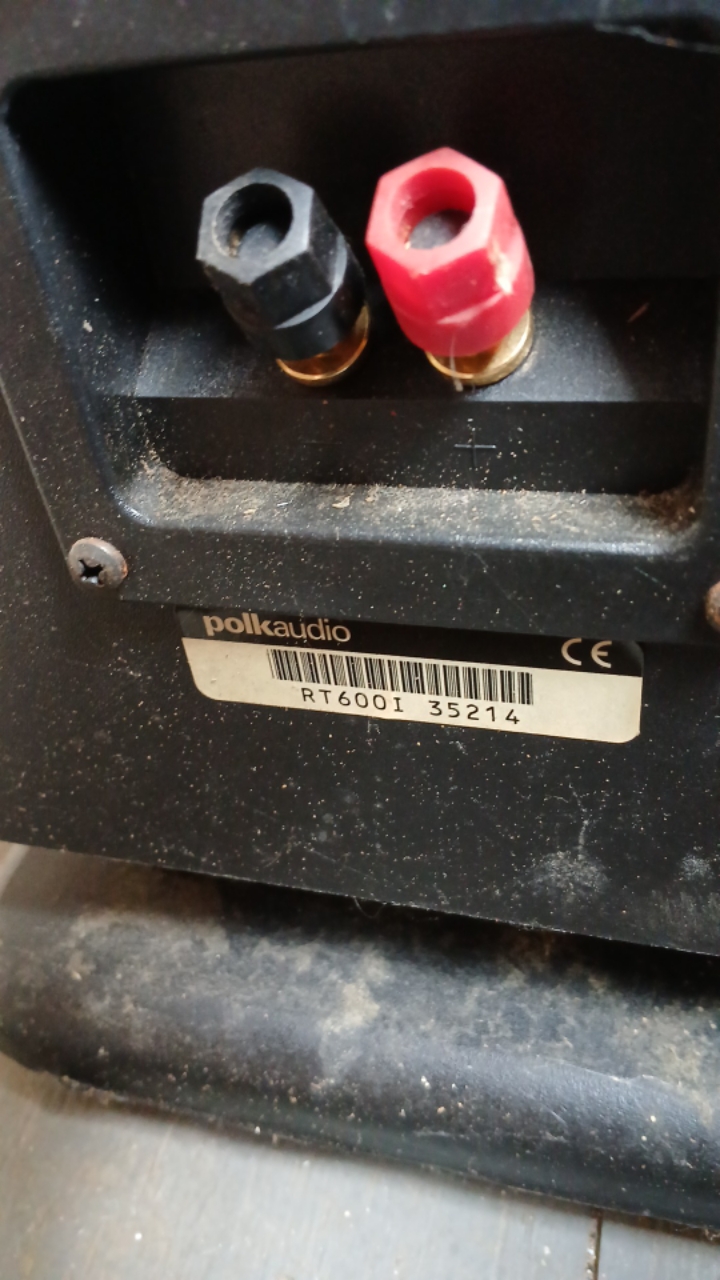 - +
polkaudio
CE
RT600I 35214